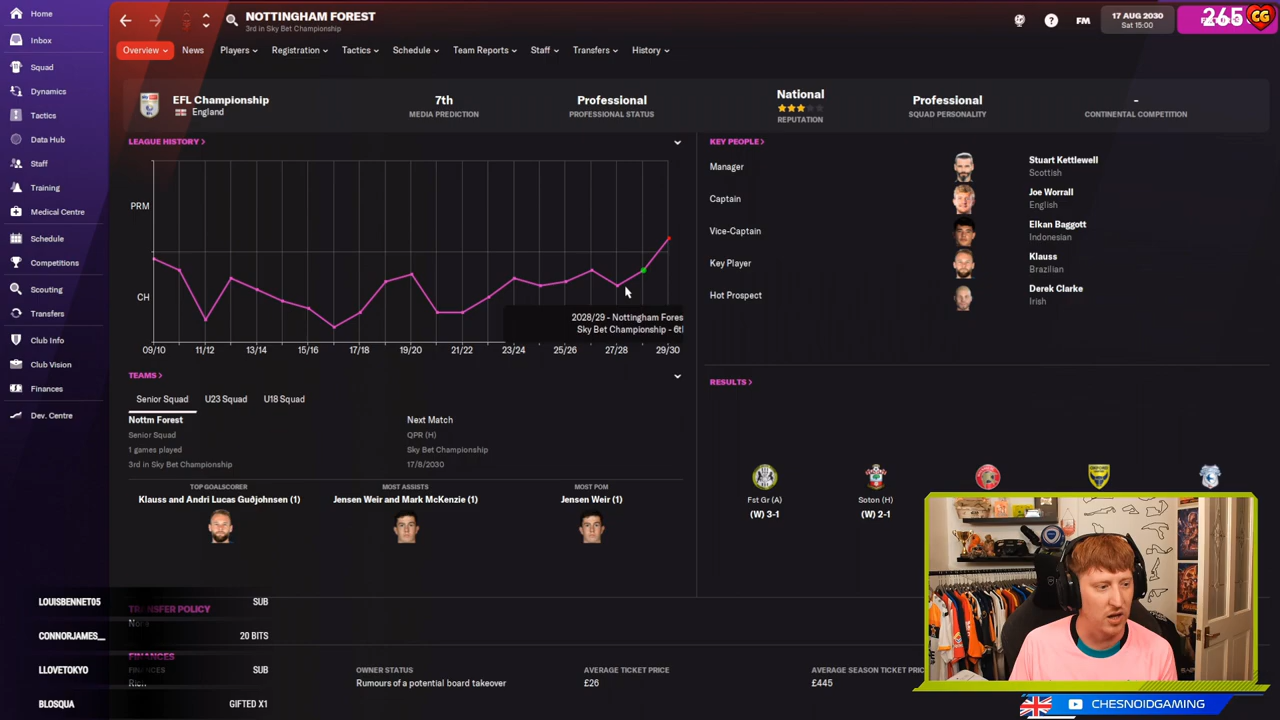 Home
Inbox
Squad
Dynamics
Tactics
Data Hub
Staff
Training
Medical Centre
Schedule
Competitions
Scouting
Transfers
Club Info
Club Vision
Finances
Dev. Centre
NOTTINGHAM FOREST
3rd in Sky Bet Championship
FM
17 AUG 2030
Sat 15:00
265
CG
Overview
News
Players
Registration
Tactics
Schedule
Team Reports
Staff
Transfers
History
EFL Championship
England
7th
MEDIA PREDICTION
Professional
PROFESSIONAL STATUS
National
REPUTATION
Professional
SQUAD PERSONALITY
-
CONTINENTAL COMPETITION
LEAGUE HISTORY >
PRM
CH
2028/29 - Nottingham Fores
Sky Bet Championship - 6th
09/10 11/12 13/14 15/16 17/18 19/20 21/22 23/24 25/26 27/28 29/30
KEY PEOPLE >
Manager
Stuart Kettlewell
Scottish
Captain
Joe Worrall
English
Vice-Captain
Elkan Baggott
Indonesian
Key Player
Klauss
Brazilian
Hot Prospect
Derek Clarke
Irish
TEAMS >
Senior Squad
U23 Squad
U18 Squad
Nottm Forest
Senior Squad
1 games played
3rd in Sky Bet Championship
Next Match
QPR (H)
Sky Bet Championship
17/8/2030
TOP GOALSCORER
Klauss and Andri Lucas Guðjohnsen (1)
MOST ASSISTS
Jensen Weir and Mark McKenzie (1)
MOST POM
Jensen Weir (1)
RESULTS >
Fst Gr (A)
(W) 3-1
Soton (H)
(W) 2-1
TRANSFER POLICY
FINANCES
FINANCES
Rich
OWNER STATUS
Rumours of a potential board takeover
AVERAGE TICKET PRICE
£26
AVERAGE SEASON TICKET PRIC
£445
LOUISBENNET05 SUB
CONNORJAMES__ 20 BITS
LLOVETOKYO SUB
BLOSQUA GIFTED X1
CHESNOIDGAMING